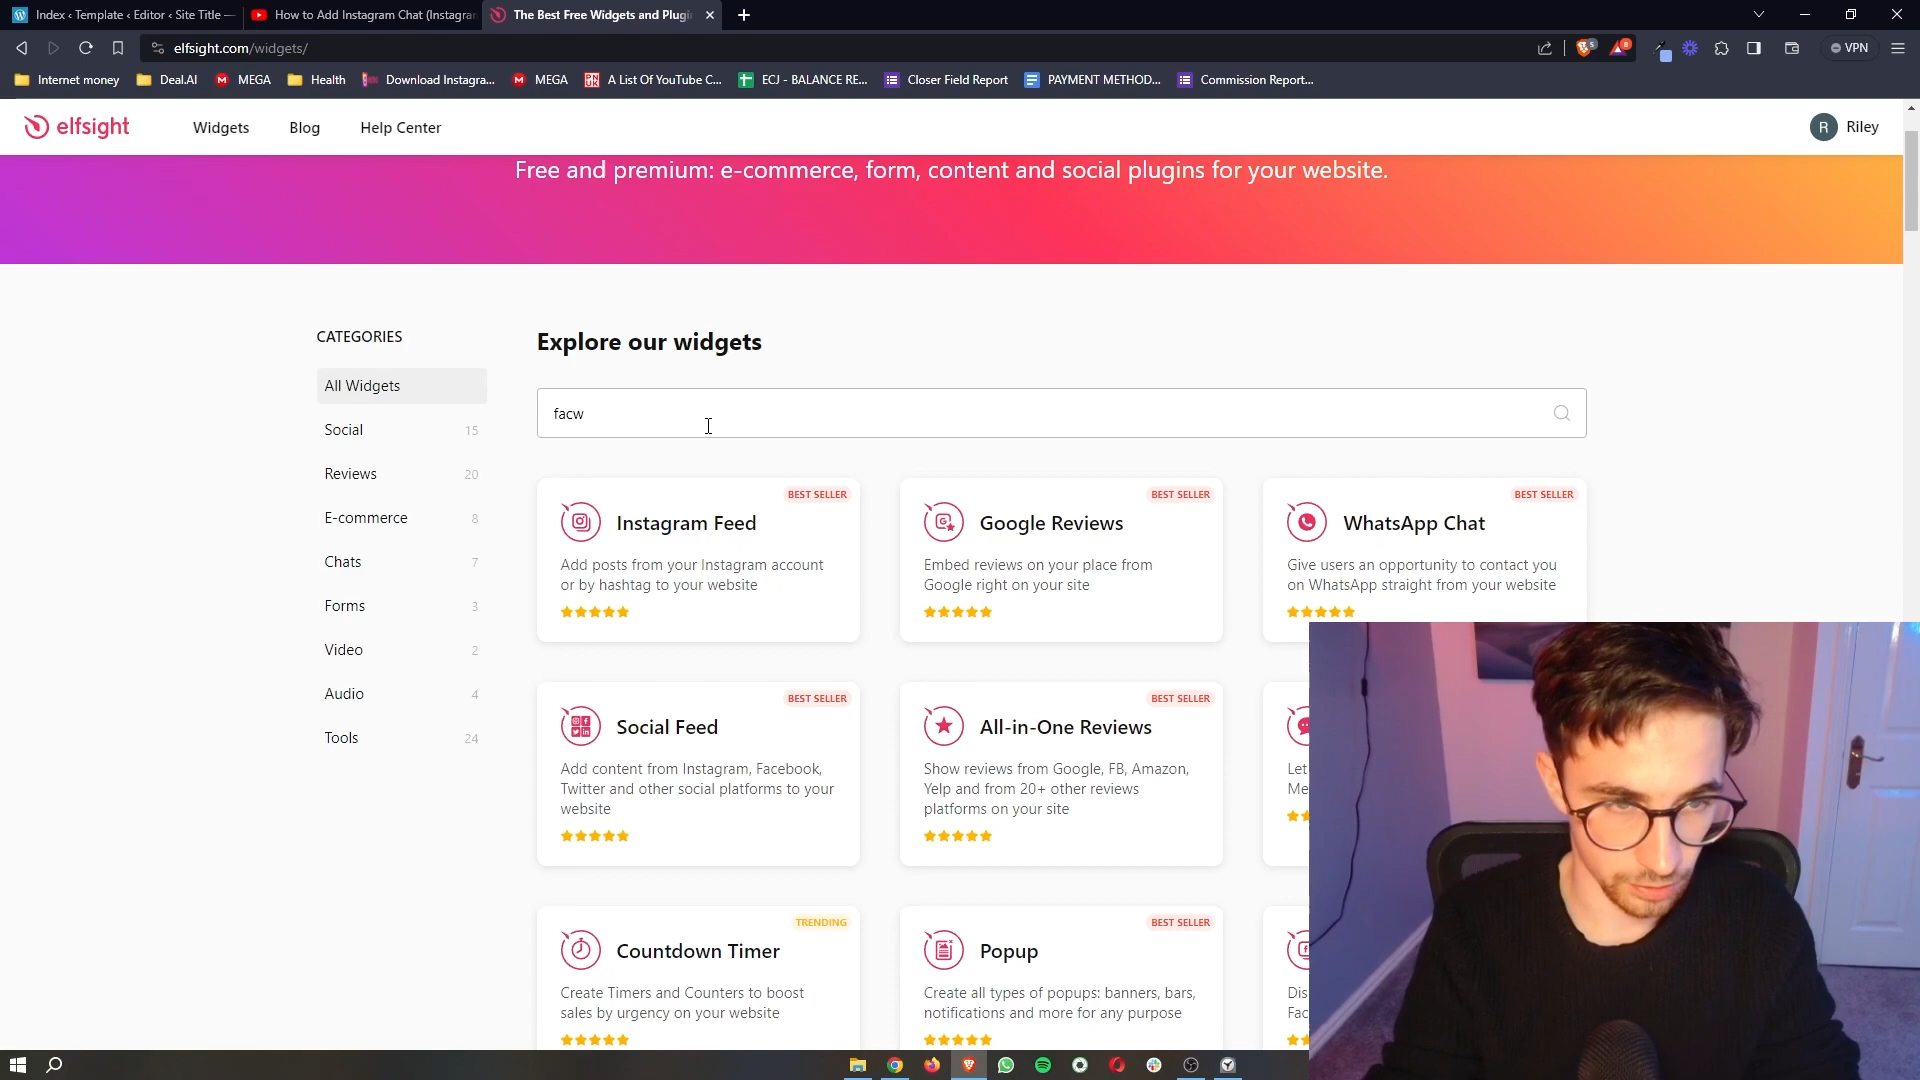 Index ‹ Template ‹ Editor ‹ Site Title —
How to Add Instagram Chat (Instagran
The Best Free Widgets and Plugi
elfsight.com/widgets/
VPN
Internet money
Deal.AI
MEGA
Health
Download Instagra...
MEGA
A List Of YouTube C...
ECJ - BALANCE RE...
Closer Field Report
PAYMENT METHOD...
Commission Report...
elfsight
Widgets
Blog
Help Center
R
Riley
Free and premium: e-commerce, form, content and social plugins for your website.
CATEGORIES
All Widgets
Social 15
Reviews 20
E-commerce 8
Chats 7
Forms 3
Video 2
Audio 4
Tools 24
Explore our widgets
facw
BEST SELLER
Instagram Feed
Add posts from your Instagram account
or by hashtag to your website
BEST SELLER
Google Reviews
Embed reviews on your place from
Google right on your site
BEST SELLER
WhatsApp Chat
Give users an opportunity to contact you
on WhatsApp straight from your website
BEST SELLER
Social Feed
Add content from Instagram, Facebook,
Twitter and other social platforms to your
website
BEST SELLER
All-in-One Reviews
Show reviews from Google, FB, Amazon,
Yelp and from 20+ other reviews
platforms on your site
Let
Me
TRENDING
Countdown Timer
Create Timers and Counters to boost
sales by urgency on your website
BEST SELLER
Popup
Create all types of popups: banners, bars,
notifications and more for any purpose
Dis
Fac